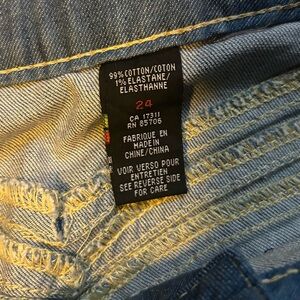 99% COTTON/COTON
1% ELASTANE/
ELASTHANNE
24
CA 17311
RN 85706
FABRIQUE EN
MADE IN
CHINE/CHINA
VOIR VERSO POUR
ENTRETIEN
SEE REVERSE SIDE
FOR CARE